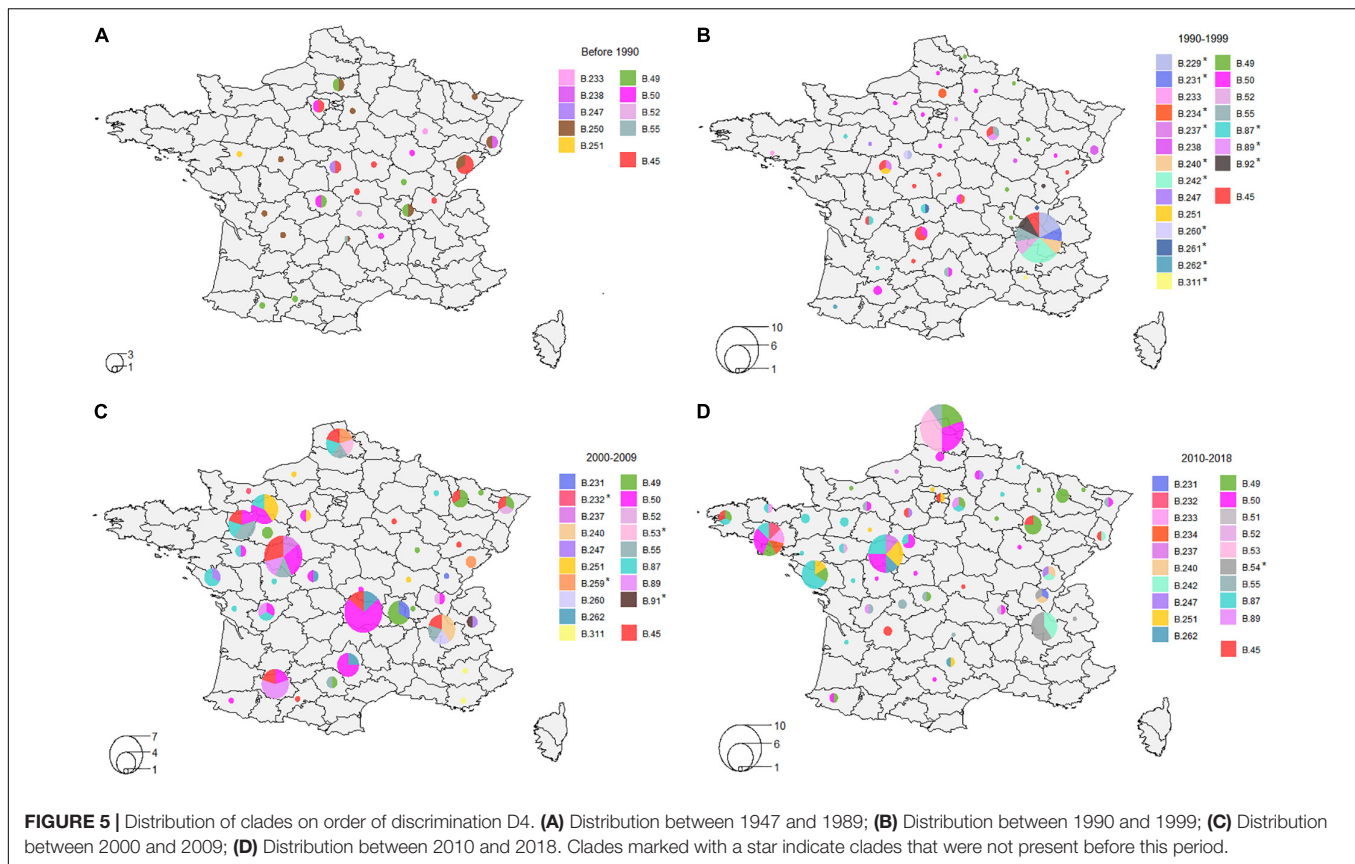 A
Before 1990
B.233 B.49
B.238 B.50
B.247 B.52
B.250 B.55
B.251
B.45
3
1
B
1990-1999
B.229* B.49
B.231* B.50
B.233 B.52
B.234* B.55
B.237* B.87*
B.238 B.89*
B.240* B.92*
B.242*
B.247 B.45
B.251
B.260*
B.261*
B.262*
B.311*
10
6
1
C
2000-2009
B.231 B.49
B.232* B.50
B.237 B.52
B.240 B.53*
B.247 B.55
B.251 B.87
B.259* B.89
B.260 B.91*
B.262
B.311 B.45
7
4
1
D
2010-2018
B.231 B.49
B.232 B.50
B.233 B.51
B.234 B.52
B.237 B.53
B.240 B.54*
B.242 B.55
B.247 B.87
B.251 B.89
B.262
B.45
10
6
1
FIGURE 5 | Distribution of clades on order of discrimination D4. (A) Distribution between 1947 and 1989; (B) Distribution between 1990 and 1999; (C) Distribution
between 2000 and 2009; (D) Distribution between 2010 and 2018. Clades marked with a star indicate clades that were not present before this period.